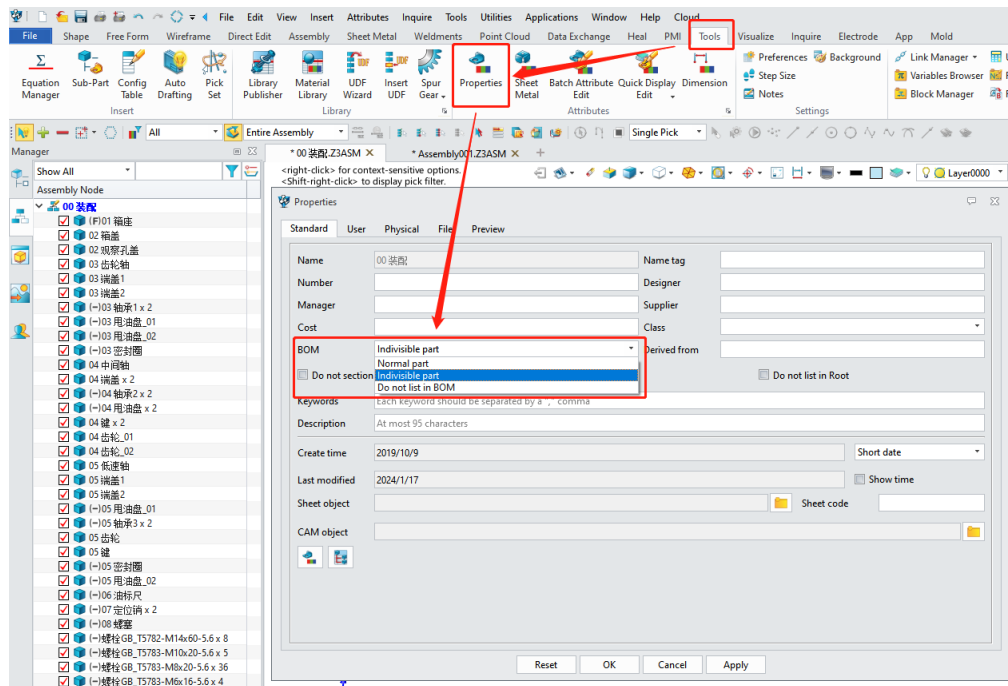 File Edit View Insert Attributes Inquire Tools Utilities Applications Window Help Cloud
File Shape Free Form Wireframe Direct Edit Assembly Sheet Metal Weldments Point Cloud Data Exchange Heal PMI Tools Visualize Inquire Electrode App Mold
Equation Manager Sub-Part Config Table Auto Drafting Pick Set Library Publisher Material Library UDF Wizard Insert UDF Spur Gear Properties Sheet Metal Batch Attribute Edit Quick Display Edit Dimension
Preferences Background
Step Size
Notes
Link Manager
Variables Browser
Block Manager
Insert Library Attributes Settings
All Entire Assembly Single Pick
Manager
* 00 装配.Z3ASM * Assembly001.Z3ASM
Show All
<right-click> for context-sensitive options.
<Shift-right-click> to display pick filter.
Layer0000
Assembly Node
00 装配
(F)01 箱座
02 箱盖
02 观察孔盖
03 齿轮轴
03 端盖1
03 端盖2
(-)03 轴承1 x 2
(-)03 甩油盘_01
(-)03 甩油盘_02
(-)03 密封圈
04 中间轴
04 端盖 x 2
(-)04 轴承2 x 2
(-)04 甩油盘 x 2
04 键 x 2
04 齿轮_01
04 齿轮_02
05 低速轴
05 端盖1
05 端盖2
(-)05 甩油盘_01
(-)05 轴承3 x 2
05 齿轮
05 键
(-)05 密封圈
(-)05 甩油盘_02
(-)06 油标尺
(-)07 定位销 x 2
(-)08 螺塞
(-)螺栓GB_T5782-M14x60-5.6 x 8
(-)螺栓GB_T5783-M10x20-5.6 x 5
(-)螺栓GB_T5783-M8x20-5.6 x 36
(-)螺栓GB_T5783-M6x16-5.6 x 4
Properties
Standard User Physical File Preview
Name 00 装配 Name tag
Number Designer
Manager Supplier
Cost Class
BOM Indivisible part Derived from
Normal part
Do not section Indivisible part Do not list in Root
Do not list in BOM
Keywords Each keyword should be separated by a "," comma
Description At most 95 characters
Create time 2019/10/9 Short date
Last modified 2024/1/17 Show time
Sheet object Sheet code
CAM object
Reset OK Cancel Apply